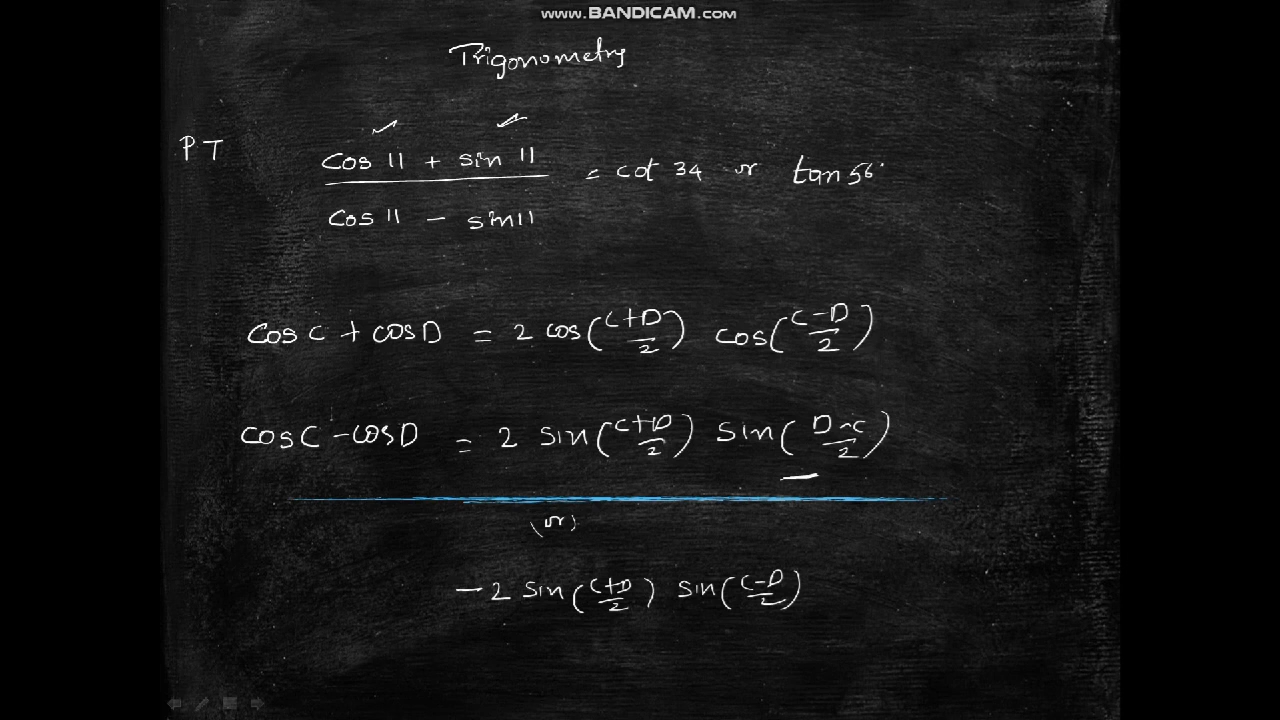 www.BANDICAM.com
Trigonometry
PT cos 11 + sin 11 / cos 11 - sin 11 = cot 34 or tan 56°
cos C + cos D = 2 cos (C+D/2) cos (C-D/2)
cos C - cos D = 2 sin (C+D/2) sin (D-C/2)
(or)
-2 sin (C+D/2) sin (C-D/2)